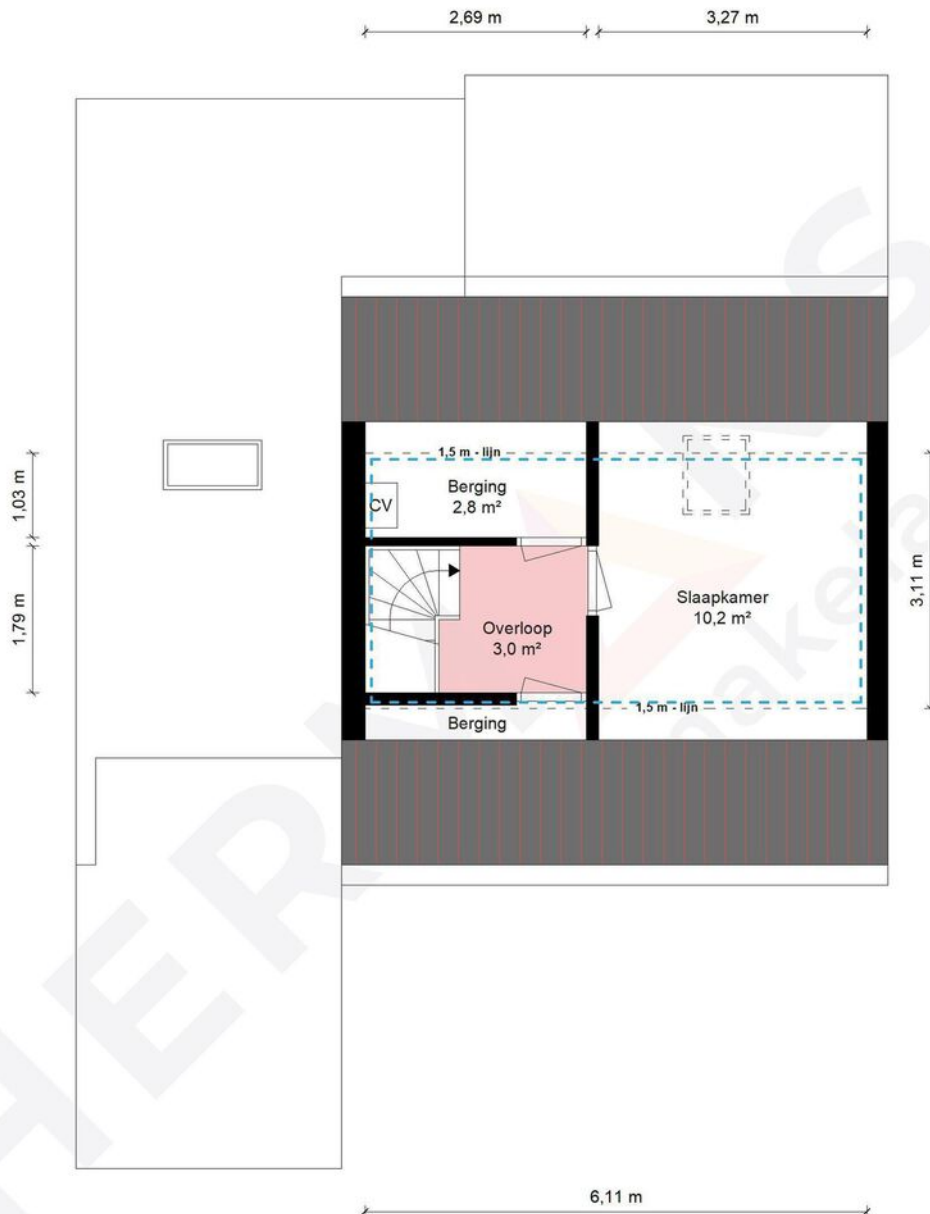 2,69 m
3,27 m
1,5 m - lijn
Berging
2,8 m²
CV
1,03 m
3,11 m
Slaapkamer
10,2 m²
1,79 m
Overloop
3,0 m²
1,5 m - lijn
Berging
6,11 m